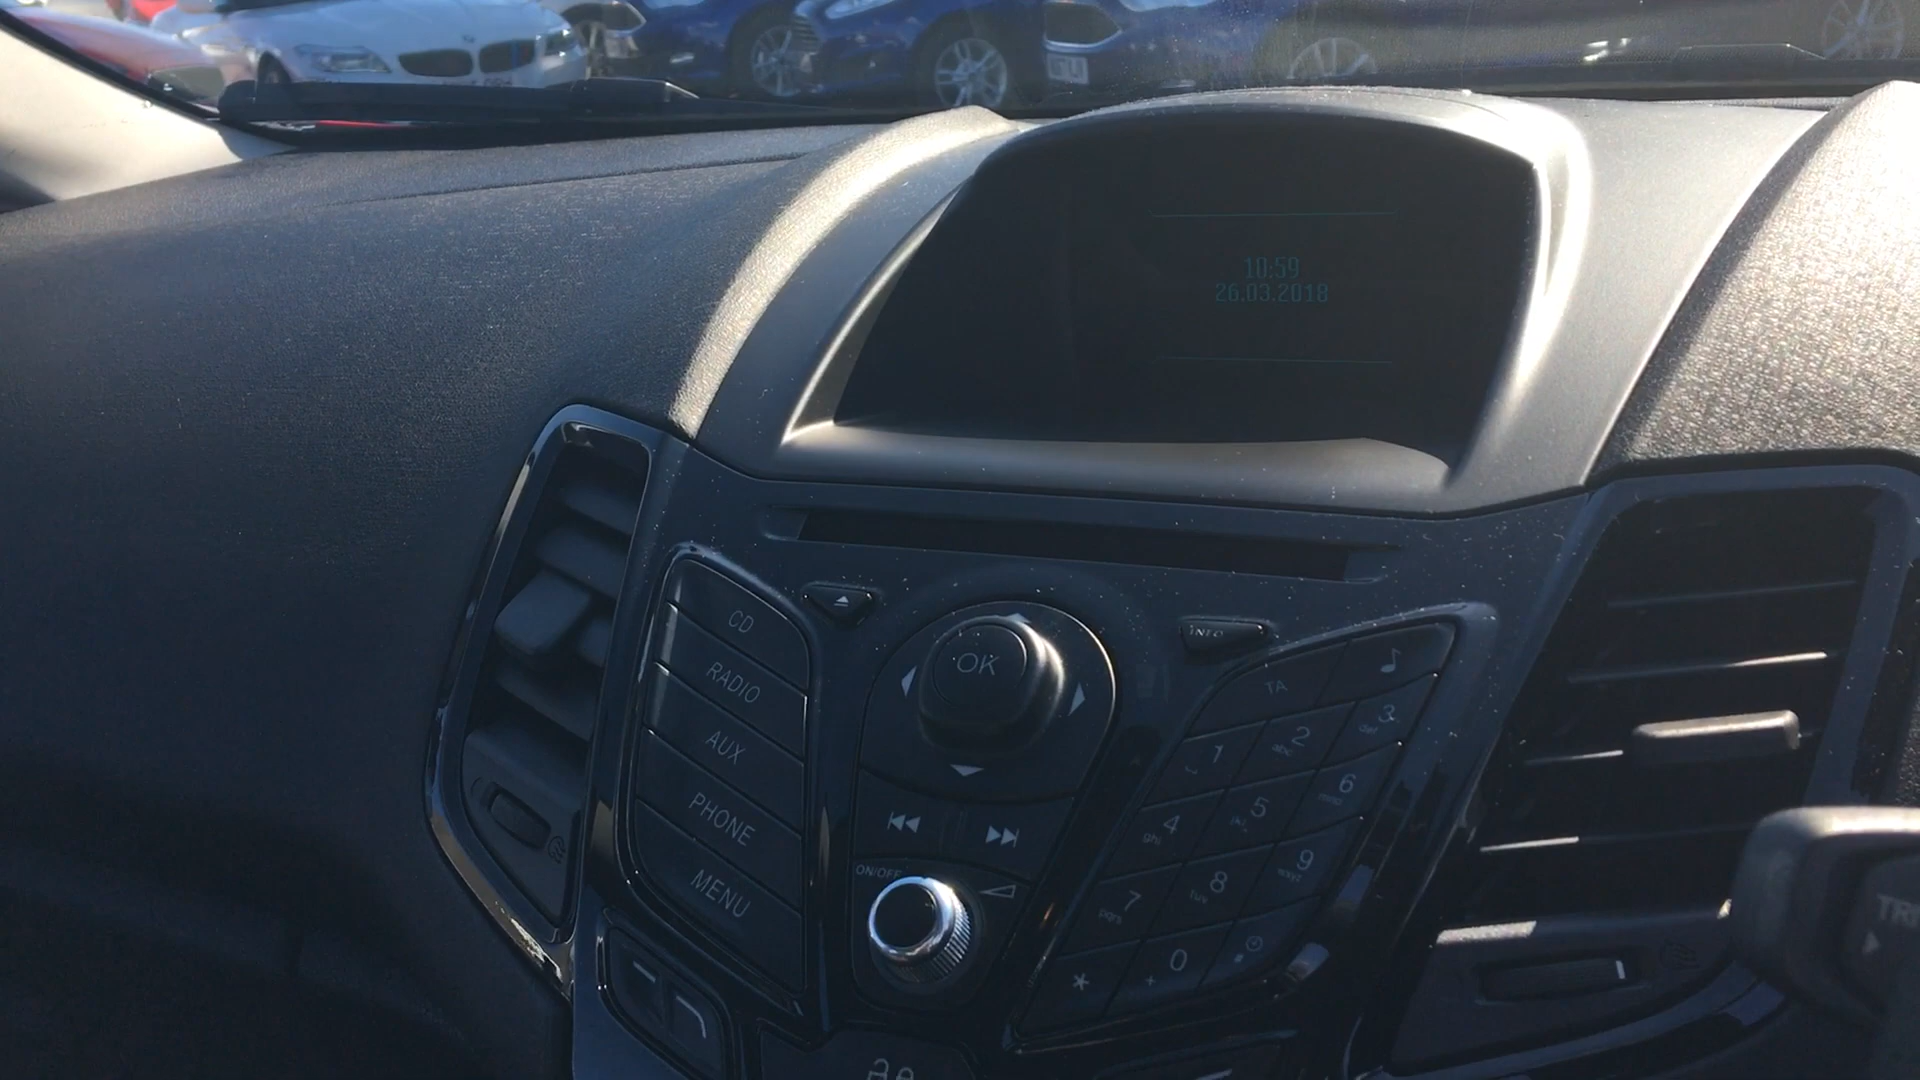 10:59
26.03.2018
CD
RADIO
AUX
PHONE
MENU
OK
INFO
TA
1
2 abc
3 def
4 ghi
5 jkl
6 mno
7 pqrs
8 tuv
9 wxyz
*
0 +
ON/OFF